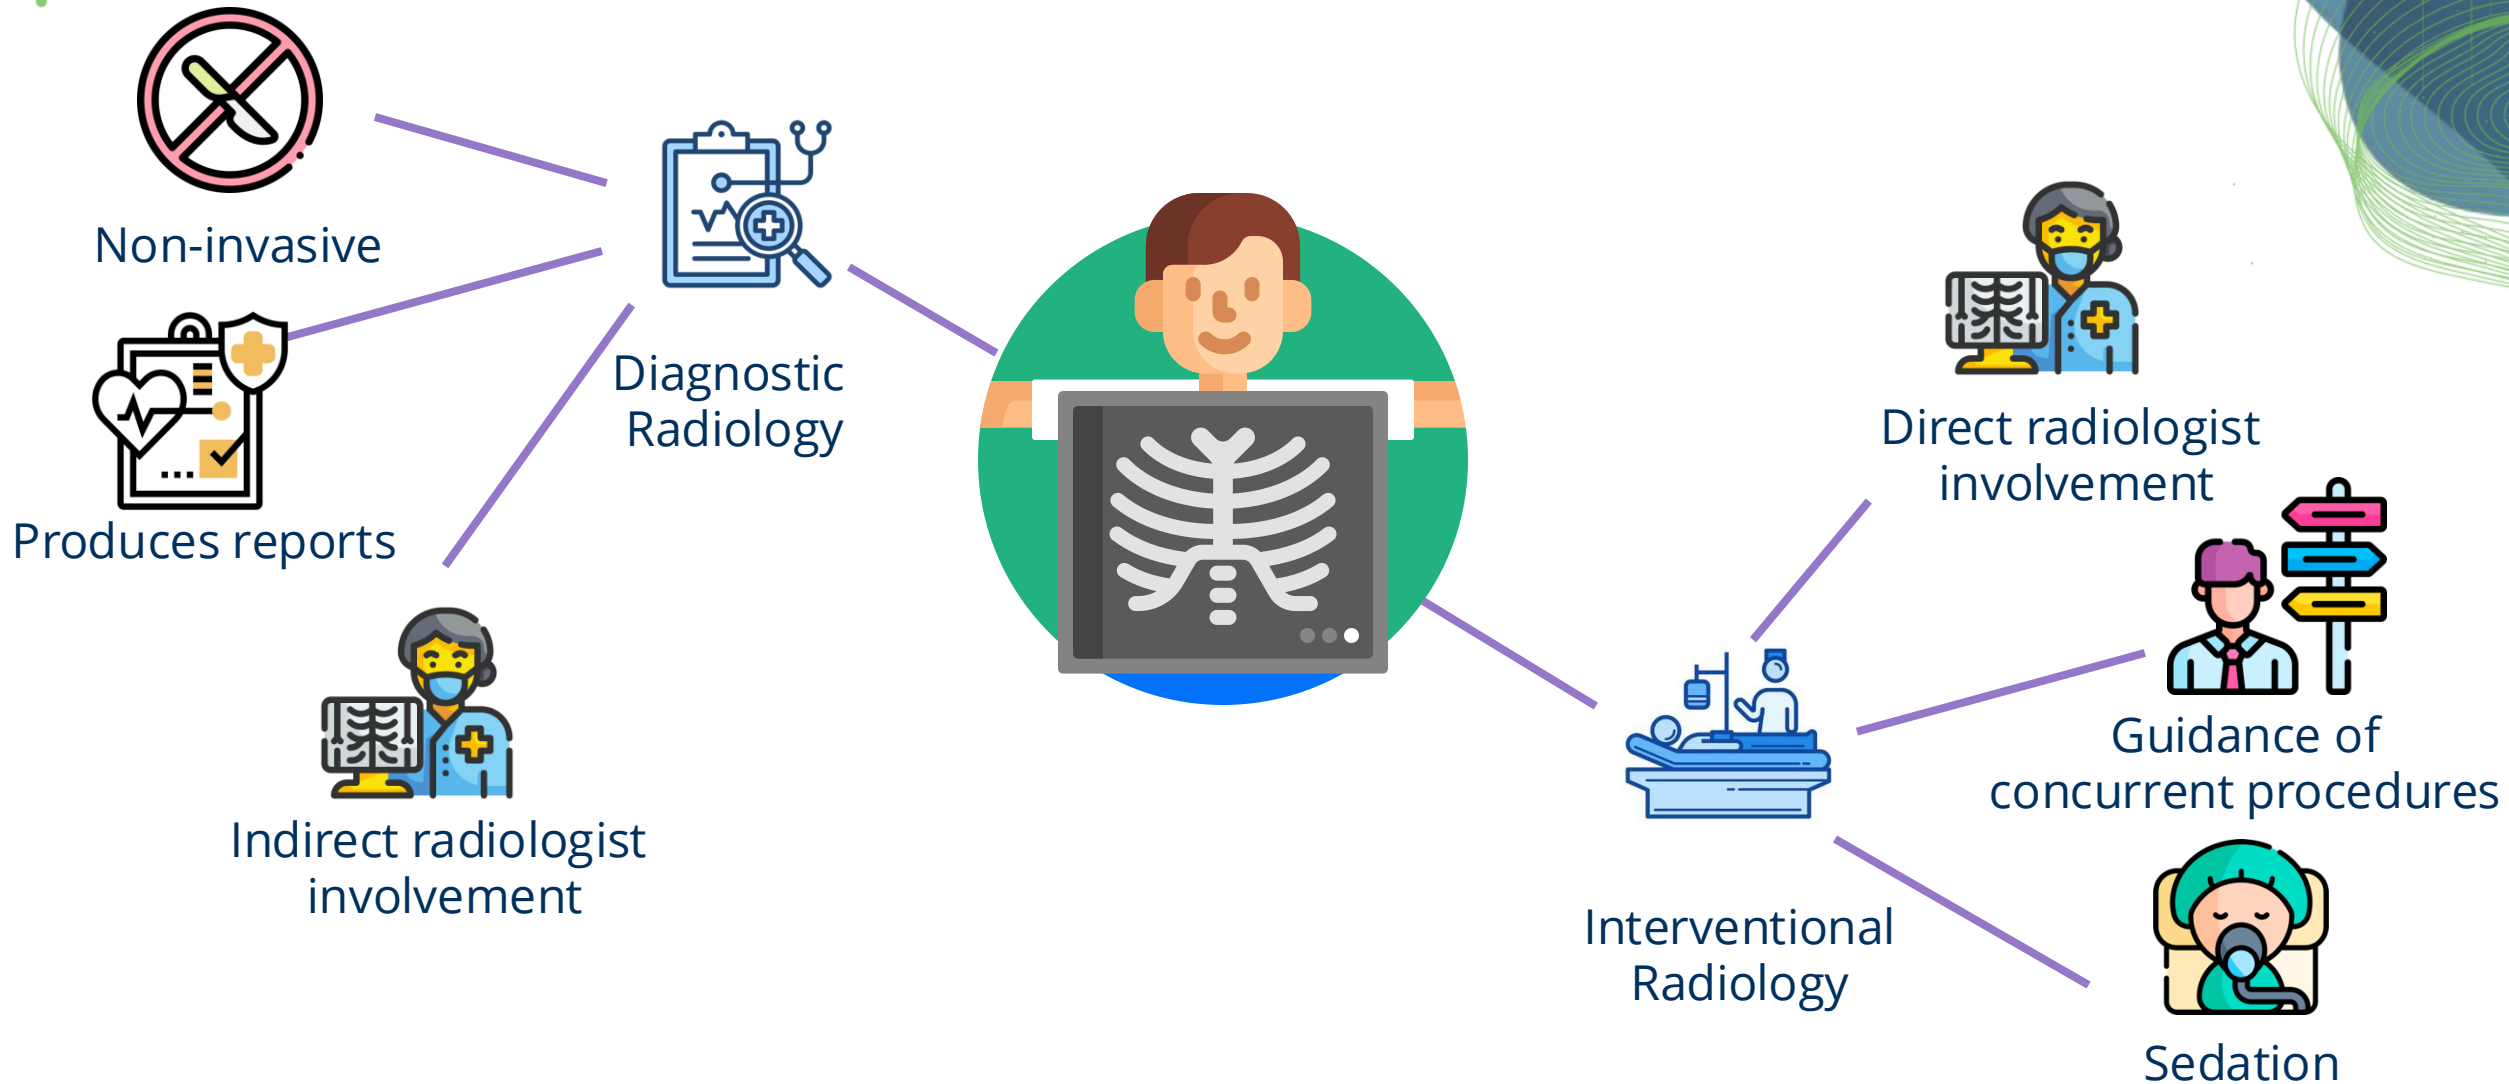 Non-invasive
Produces reports
Indirect radiologist
involvement
Diagnostic
Radiology
Direct radiologist
involvement
Guidance of
concurrent procedures
Interventional
Radiology
Sedation